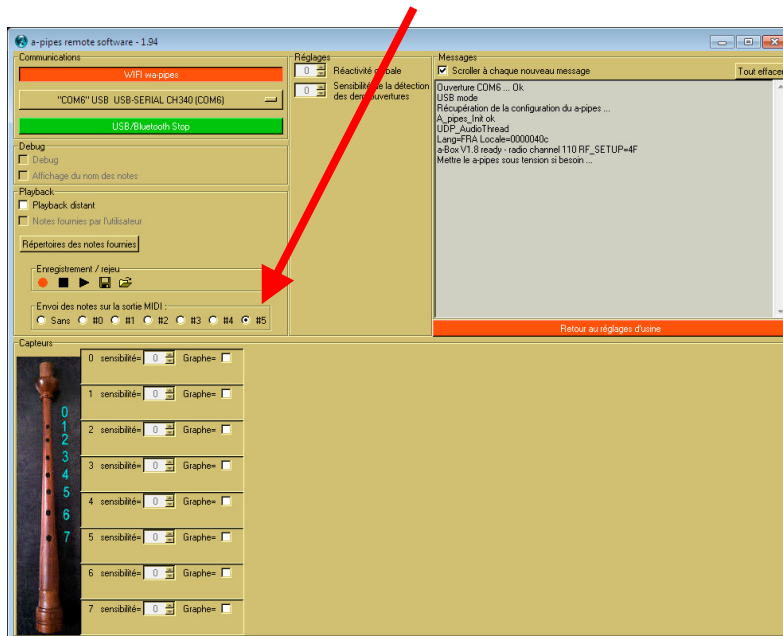 a-pipes remote software - 1.94
Communications
WIFI wa-pipes
"COM6" USB USB-SERIAL CH340 (COM6)
USB/Bluetooth Stop
Debug
Debug
Affichage du nom des notes
Playback
Playback distant
Notes fournies par l'utilisateur
Répertoires des notes fournies
Enregistrement / rejeu
Envoi des notes sur la sortie MIDI :
Sans #0 #1 #2 #3 #4 #5
Réglages
0 Réactivité
0 Sensibilité de la détection
des
Messages
Scroller à chaque nouveau message
Tout effacer
Ouverture COM6 ... Ok
USB mode
Récupération de la configuration du a-pipes ...
A_pipes_Init ok
UDP_AudioThread
Lang=FRA Locale=0000040c
a-Box V1.8 ready - radio channel 110 RF_SETUP=4F
Mettre le a-pipes sous tension si besoin ...
Retour au réglages d'usine
Capteurs
0
1
2
3
4
5
6
7
0 sensibilité= 0 Graphe=
1 sensibilité= 0 Graphe=
2 sensibilité= 0 Graphe=
3 sensibilité= 0 Graphe=
4 sensibilité= 0 Graphe=
5 sensibilité= 0 Graphe=
6 sensibilité= 0 Graphe=
7 sensibilité= 0 Graphe=